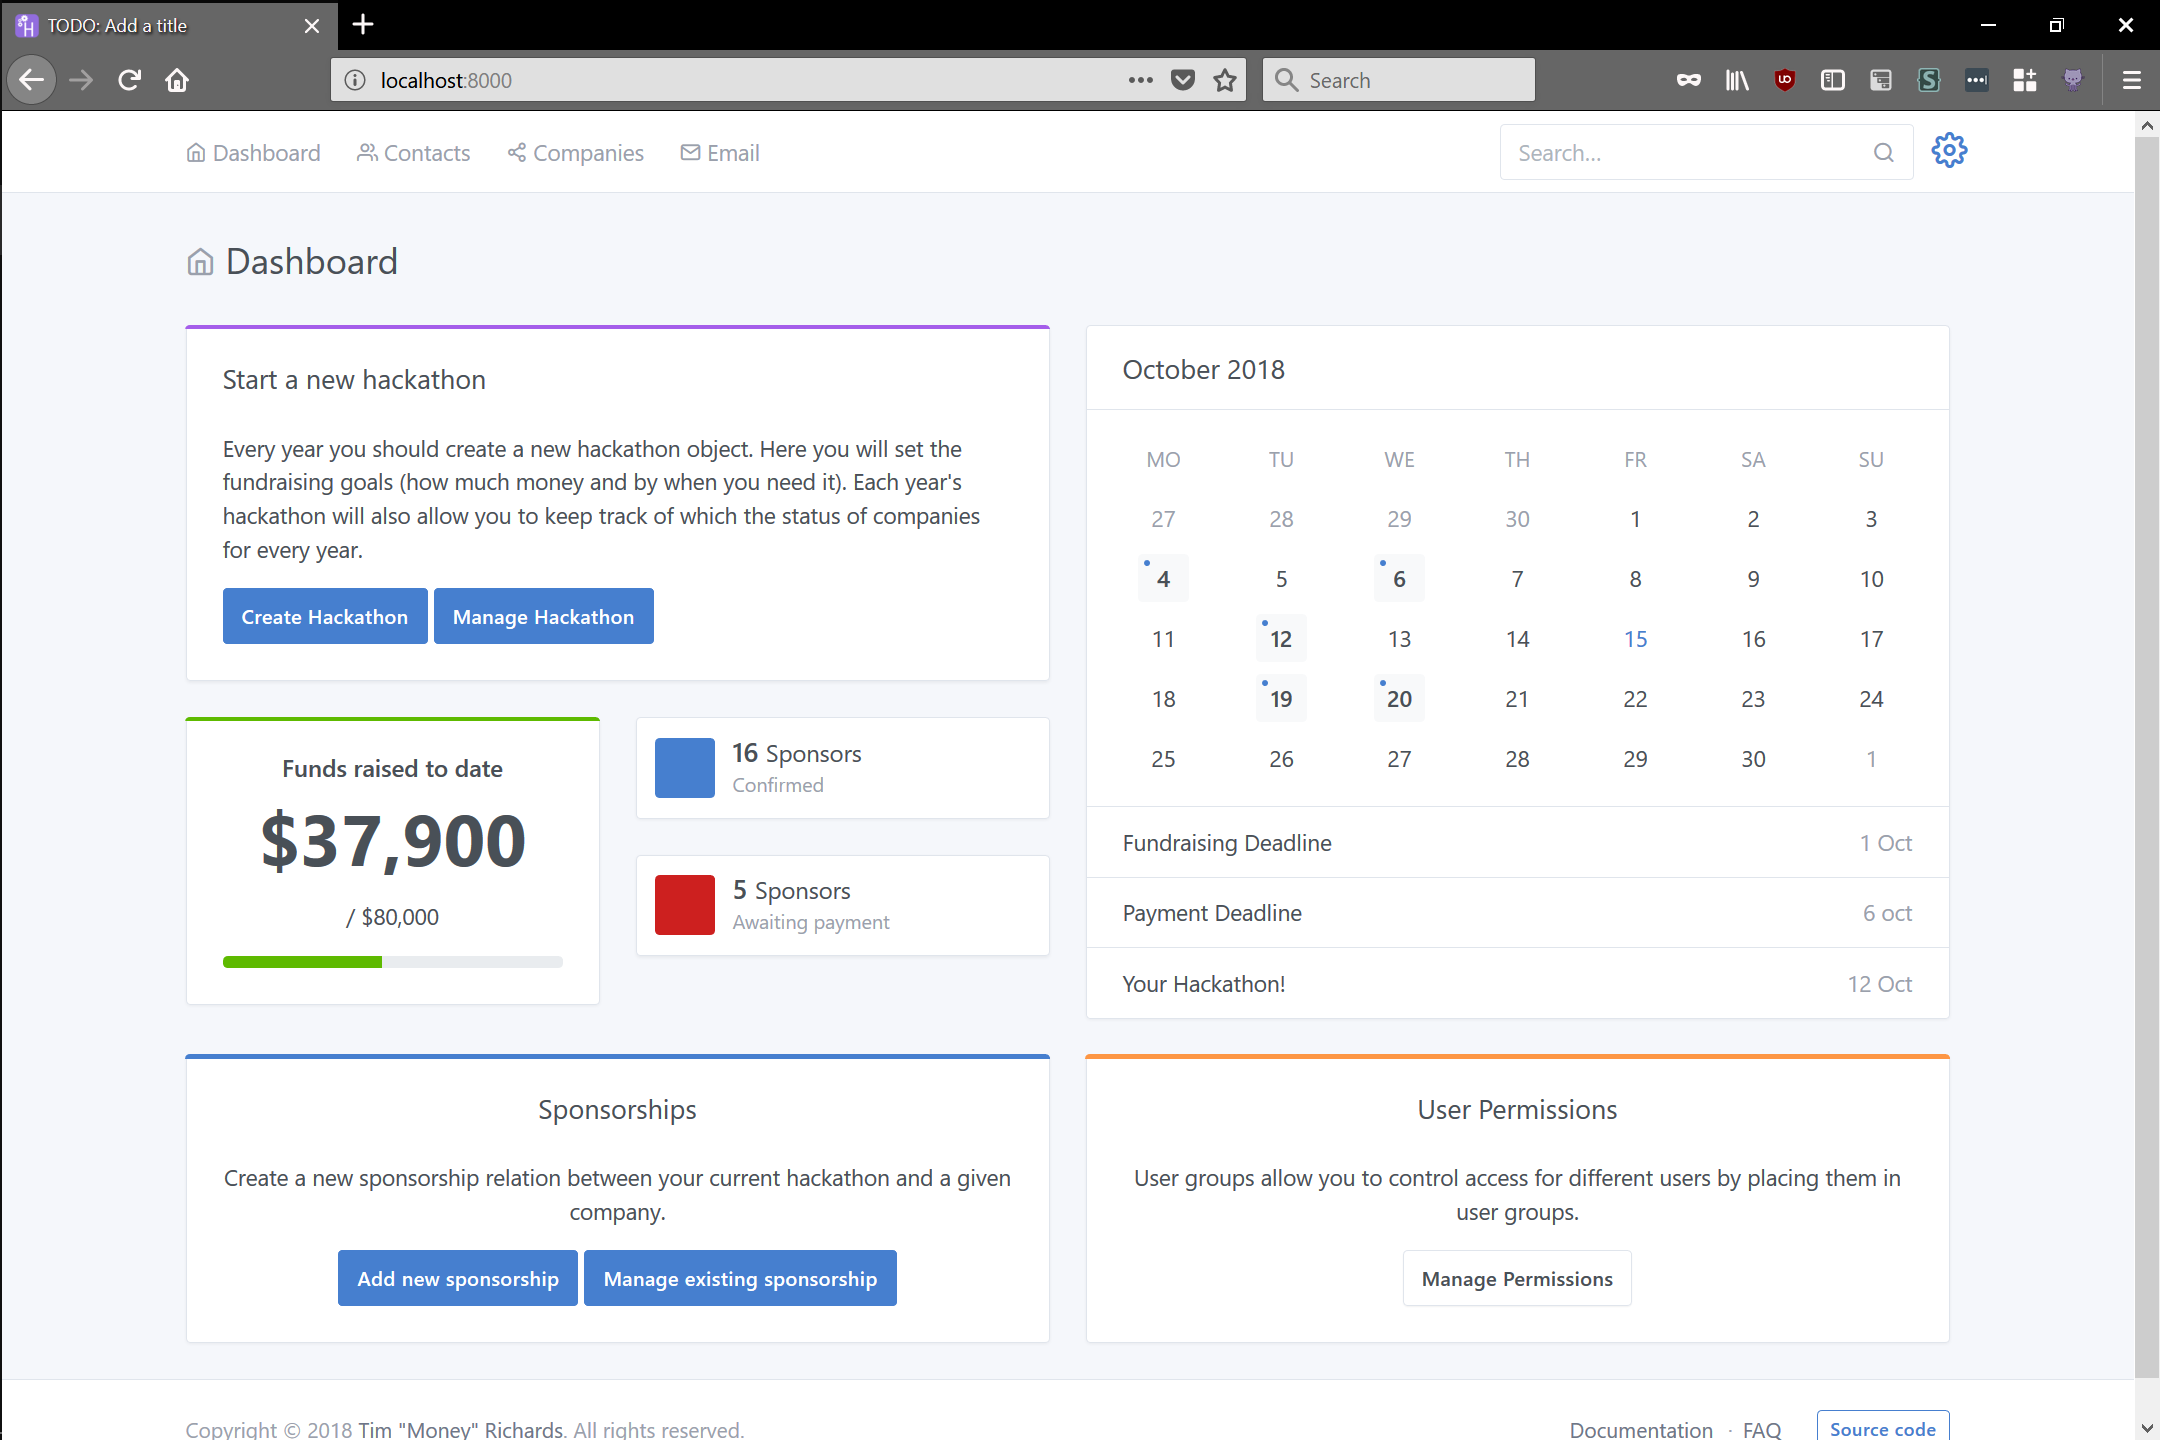 TODO: Add a title
localhost:8000
Search
Dashboard
Contacts
Companies
Email
Search...
Dashboard
Start a new hackathon
Every year you should create a new hackathon object. Here you will set the
fundraising goals (how much money and by when you need it). Each year's
hackathon will also allow you to keep track of which the status of companies
for every year.
Create Hackathon
Manage Hackathon
Funds raised to date
$37,900
/ $80,000
16 Sponsors
Confirmed
5 Sponsors
Awaiting payment
October 2018
MO TU WE TH FR SA SU
27 28 29 30 1 2 3
4 5 6 7 8 9 10
11 12 13 14 15 16 17
18 19 20 21 22 23 24
25 26 27 28 29 30 1
Fundraising Deadline 1 Oct
Payment Deadline 6 oct
Your Hackathon! 12 Oct
Sponsorships
Create a new sponsorship relation between your current hackathon and a given
company.
Add new sponsorship
Manage existing sponsorship
User Permissions
User groups allow you to control access for different users by placing them in
user groups.
Manage Permissions
Copyright © 2018 Tim "Money" Richards. All rights reserved.
Documentation · FAQ
Source code